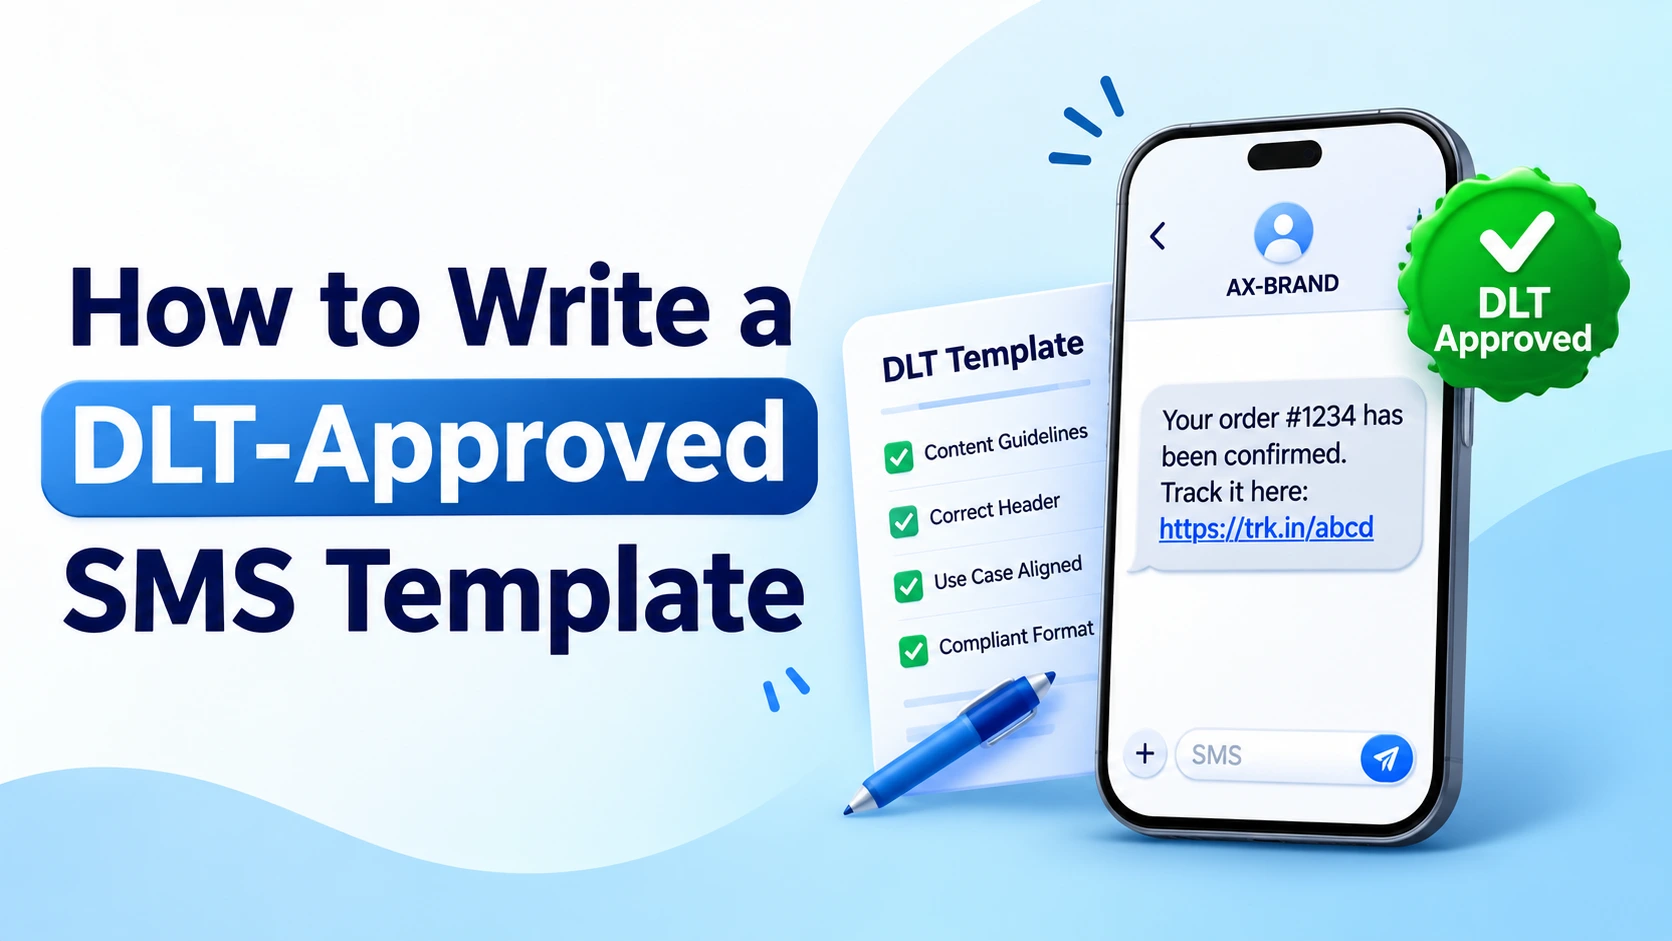 How to Write a
DLT-Approved
SMS Template
DLT Template
Content Guidelines
Correct Header
Use Case Aligned
Compliant Format
AX-BRAND
Your order #1234 has
been confirmed.
Track it here:
https://trk.in/abcd
SMS
DLT
Approved